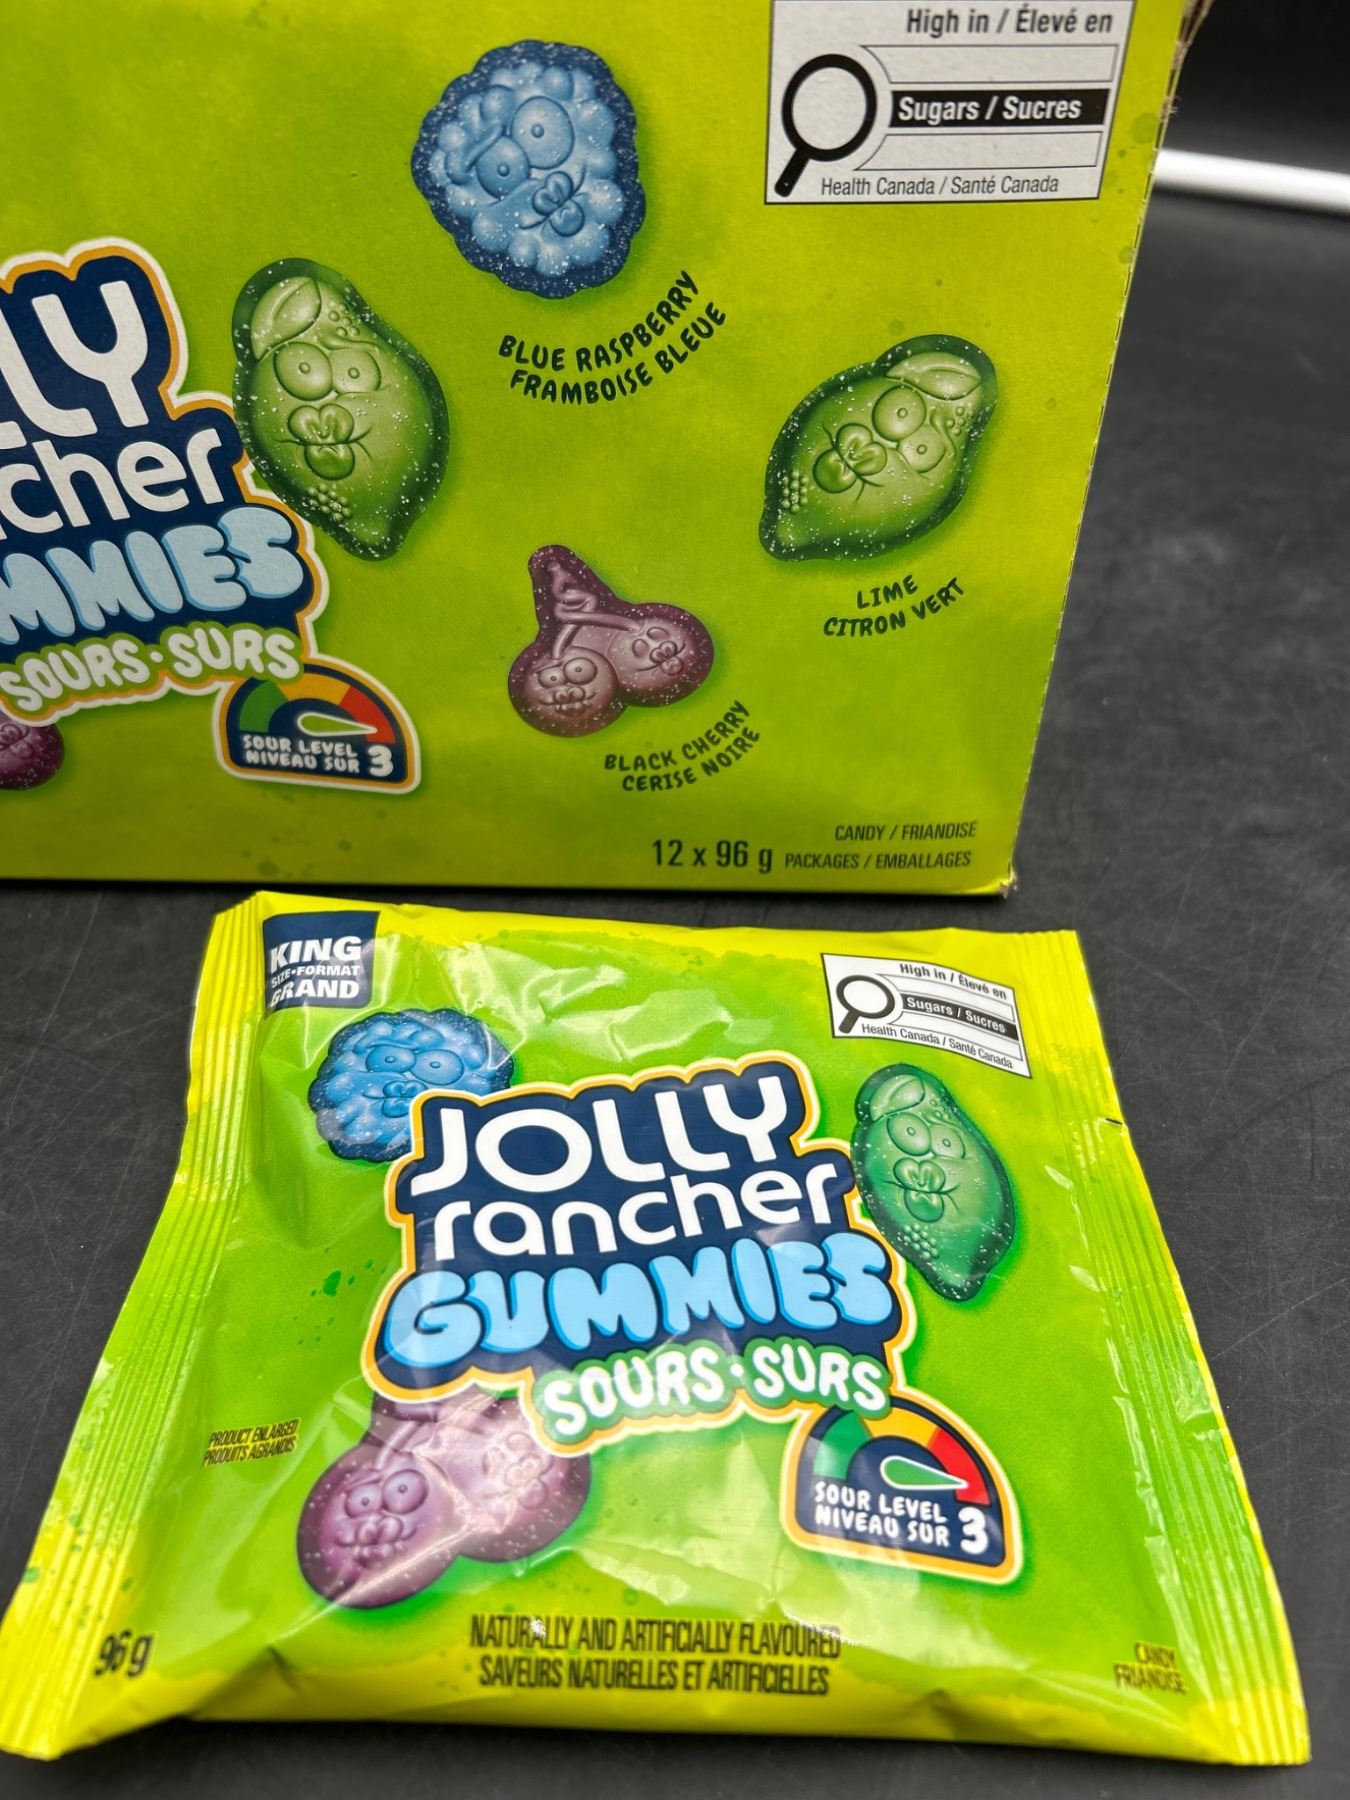 High in / Élevé en
Sugars / Sucres
Health Canada / Santé Canada
BLUE RASPBERRY
FRAMBOISE BLEUE
LY
cher
MMIES
SOURS·SURS
SOUR LEVEL
NIVEAU SUR 3
LIME
CITRON VERT
BLACK CHERRY
CERISE NOIRE
CANDY / FRIANDISE
12 x 96 g PACKAGES / EMBALLAGES
KING
SIZE•FORMAT
GRAND
High in / Élevé en
Sugars / Sucres
Health Canada / Santé Canada
JOLLY
rancher
GUMMIES
SOURS·SURS
PRODUCT ENLARGED
PRODUITS AGRANDIS
SOUR LEVEL
NIVEAU SUR 3
NATURALLY AND ARTIFICIALLY FLAVOURED
SAVEURS NATURELLES ET ARTIFICIELLES
96 g
CANDY
FRIANDISE